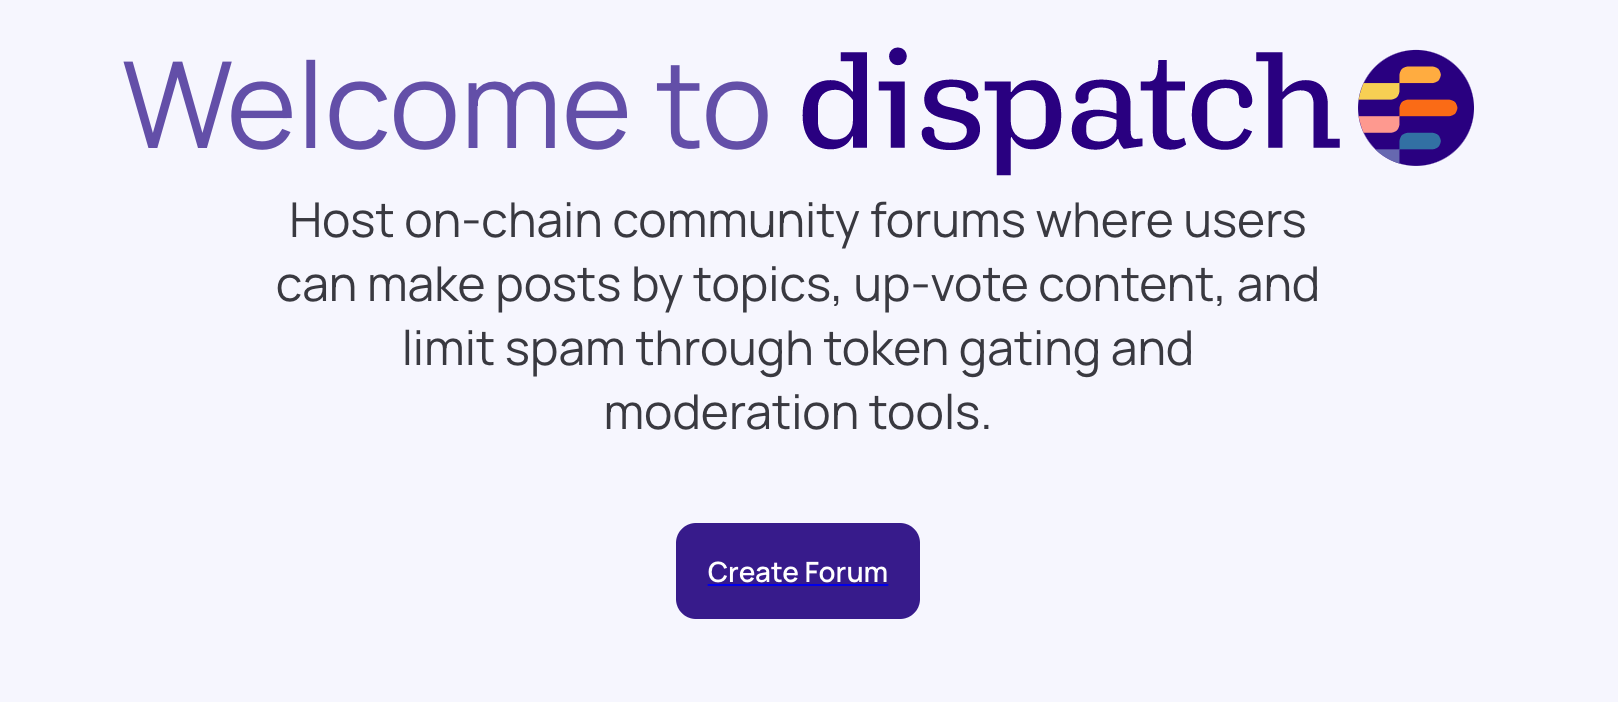 Welcome to dispatch
Host on-chain community forums where users
can make posts by topics, up-vote content, and
limit spam through token gating and
moderation tools.
Create Forum